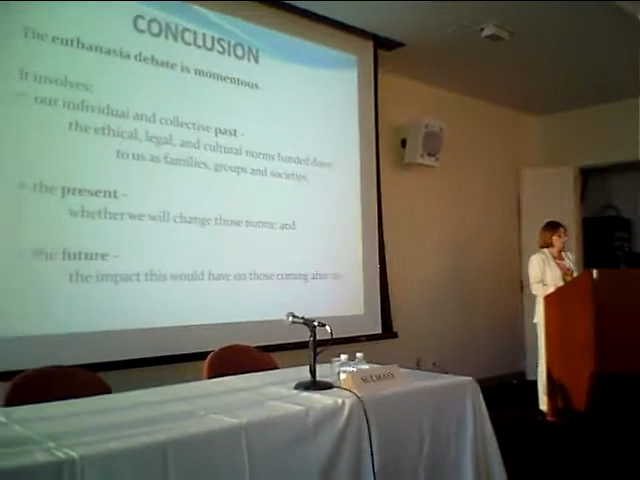 CONCLUSION
The euthanasia debate is momentous.
It involves:
– our individual and collective past –
the ethical, legal, and cultural norms handed down
to us as families, groups and societies;
the present –
whether we will change those norms; and
the future –
the impact this would have on those coming after